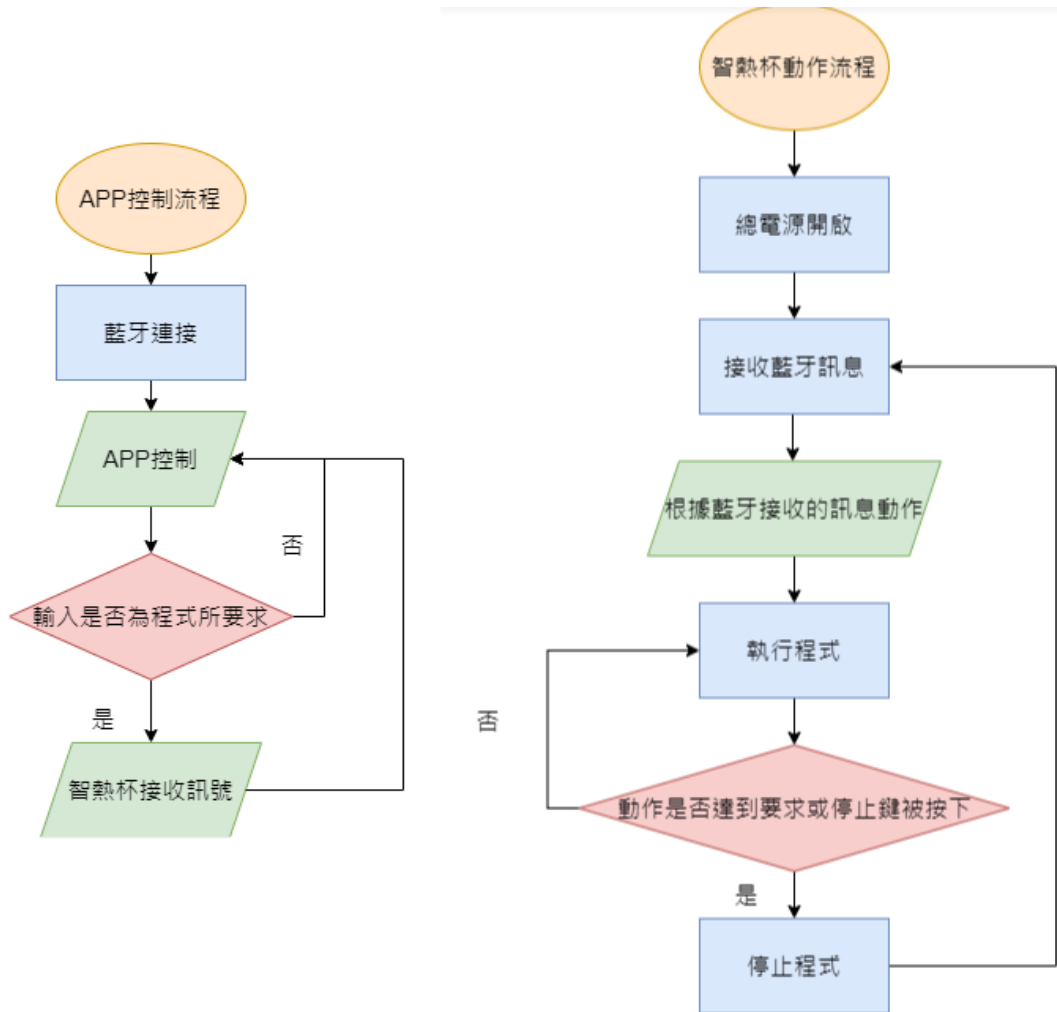 APP控制流程
藍牙連接
APP控制
否
輸入是否為程式所要求
是
智熱杯接收訊號
智熱杯動作流程
總電源開啟
接收藍牙訊息
根據藍牙接收的訊息動作
執行程式
否
動作是否達到要求或停止鍵被按下
是
停止程式